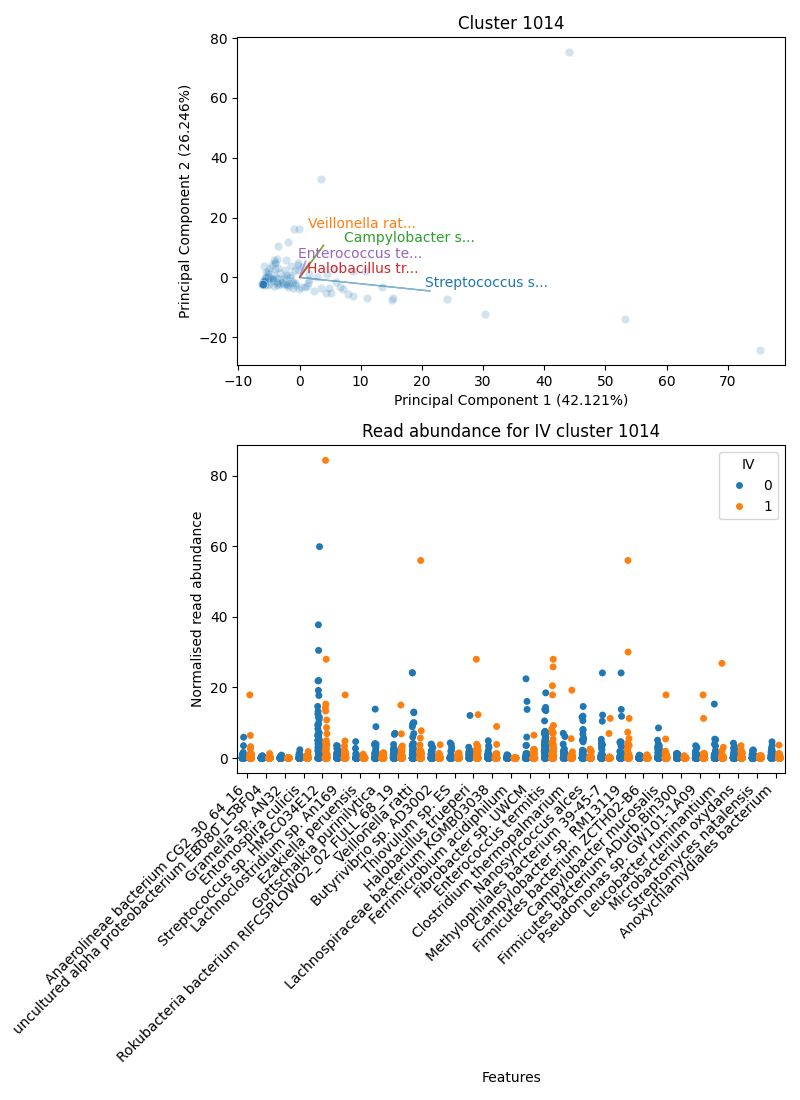 Cluster 1014
80
60
40
20
0
−20
Principal Component 2 (26.246%)
Veillonella rat...
Campylobacter s...
Enterococcus te...
Halobacillus tr...
Streptococcus s...
−10
0
10
20
30
40
50
60
70
Principal Component 1 (42.121%)
Read abundance for IV cluster 1014
IV
0
1
80
60
40
20
0
Normalised read abundance
Anaerolineae bacterium CG2_30_64_16
uncultured alpha proteobacterium EB080_L58F04
Gramella sp. AN32
Entomospira culicis
Streptococcus sp. HMSC034E12
Lachnoclostridium sp. An169
Ezakiella peruensis
Gottschalkia purinilytica
Rokubacteria bacterium RIFCSPLOWO2_02_FULL_68_19
Veillonella ratti
Butyrivibrio sp. AD3002
Thiovulum sp. ES
Halobacillus trueperi
Lachnospiraceae bacterium KGMB03038
Ferrimicrobium acidiphilum
Fibrobacter sp. UWCM
Enterococcus termitis
Clostridium thermopalmarium
Nanosyncoccus alces
Methylophilales bacterium 39-45-7
Campylobacter sp. RM13119
Firmicutes bacterium ZCTH02-B6
Campylobacter mucosalis
Firmicutes bacterium ADurb.Bin300
Pseudomonas sp. GW101-1A09
Leucobacter ruminantium
Microbacterium oxydans
Streptomyces natalensis
Anoxychlamydiales bacterium
Features